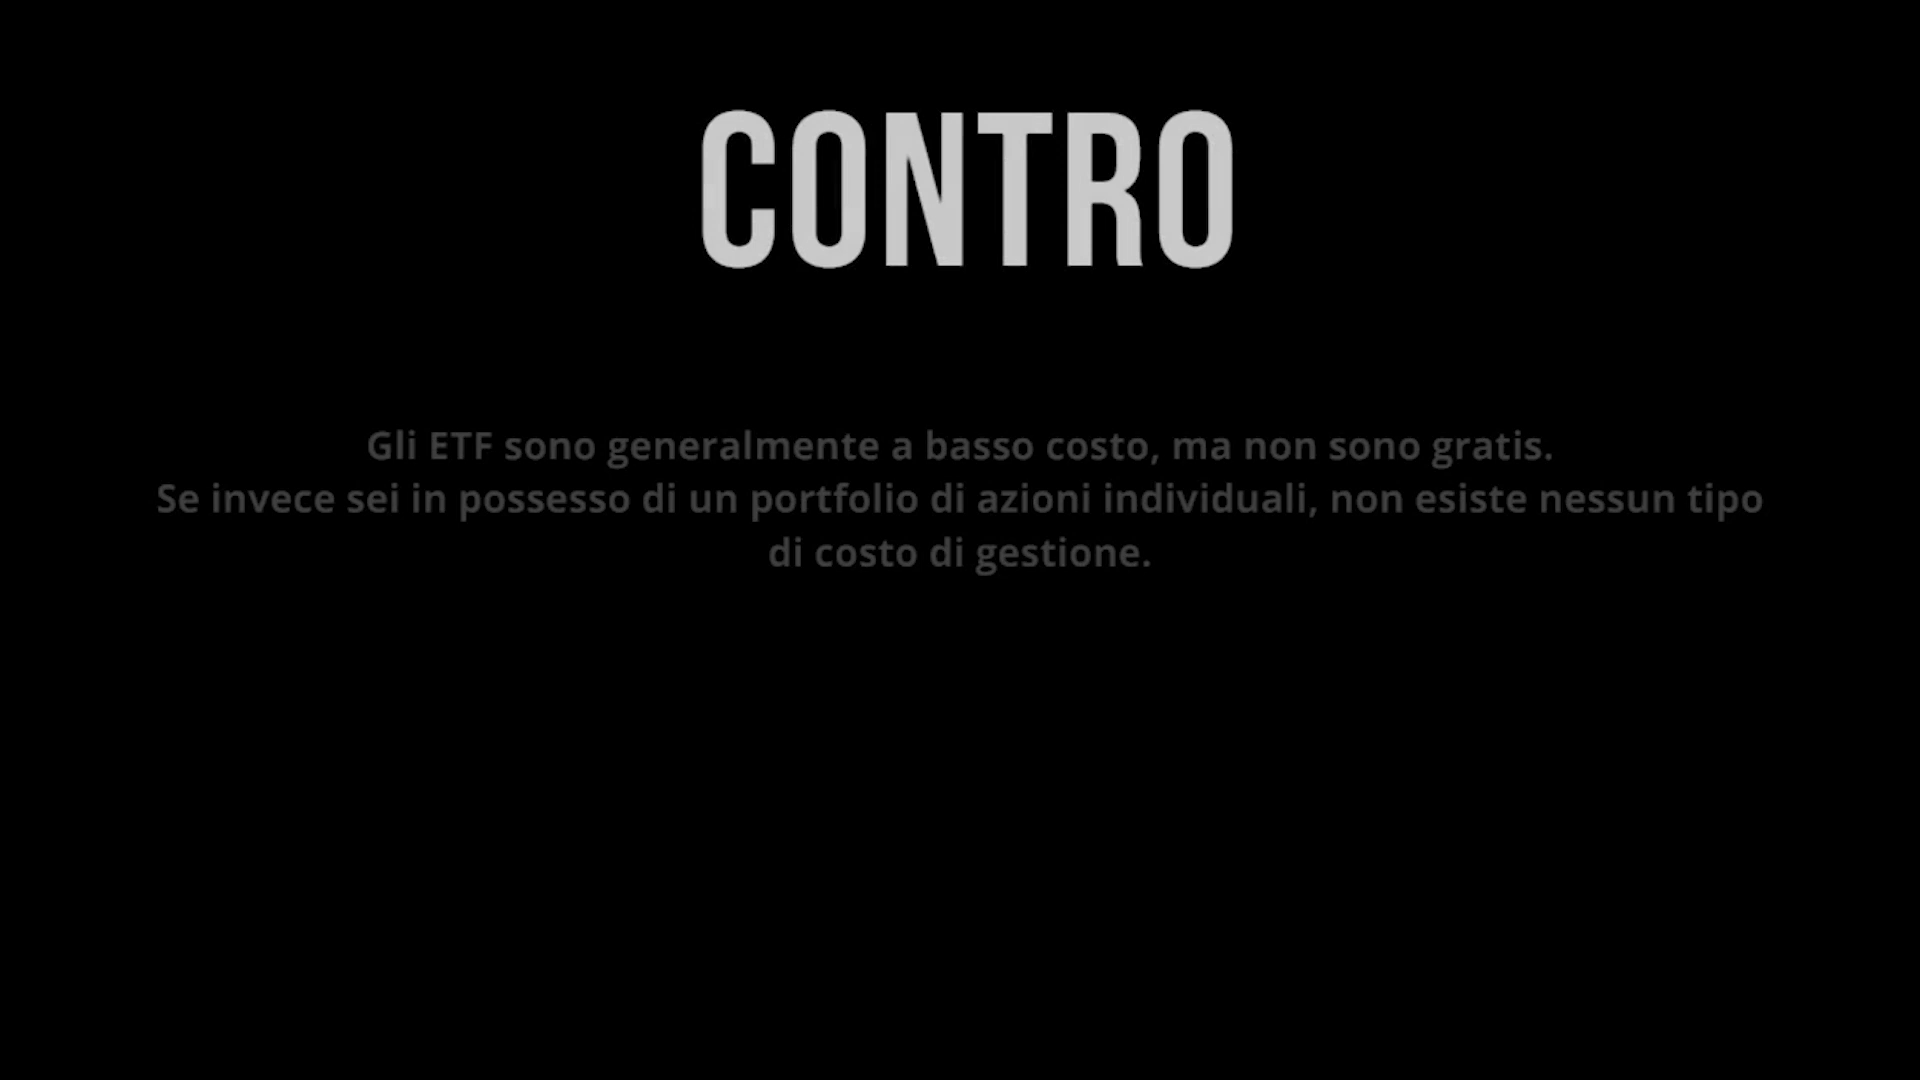 CONTRO
Gli ETF sono generalmente a basso costo, ma non sono gratis.
Se invece sei in possesso di un portfolio di azioni individuali, non esiste nessun tipo
di costo di gestione.